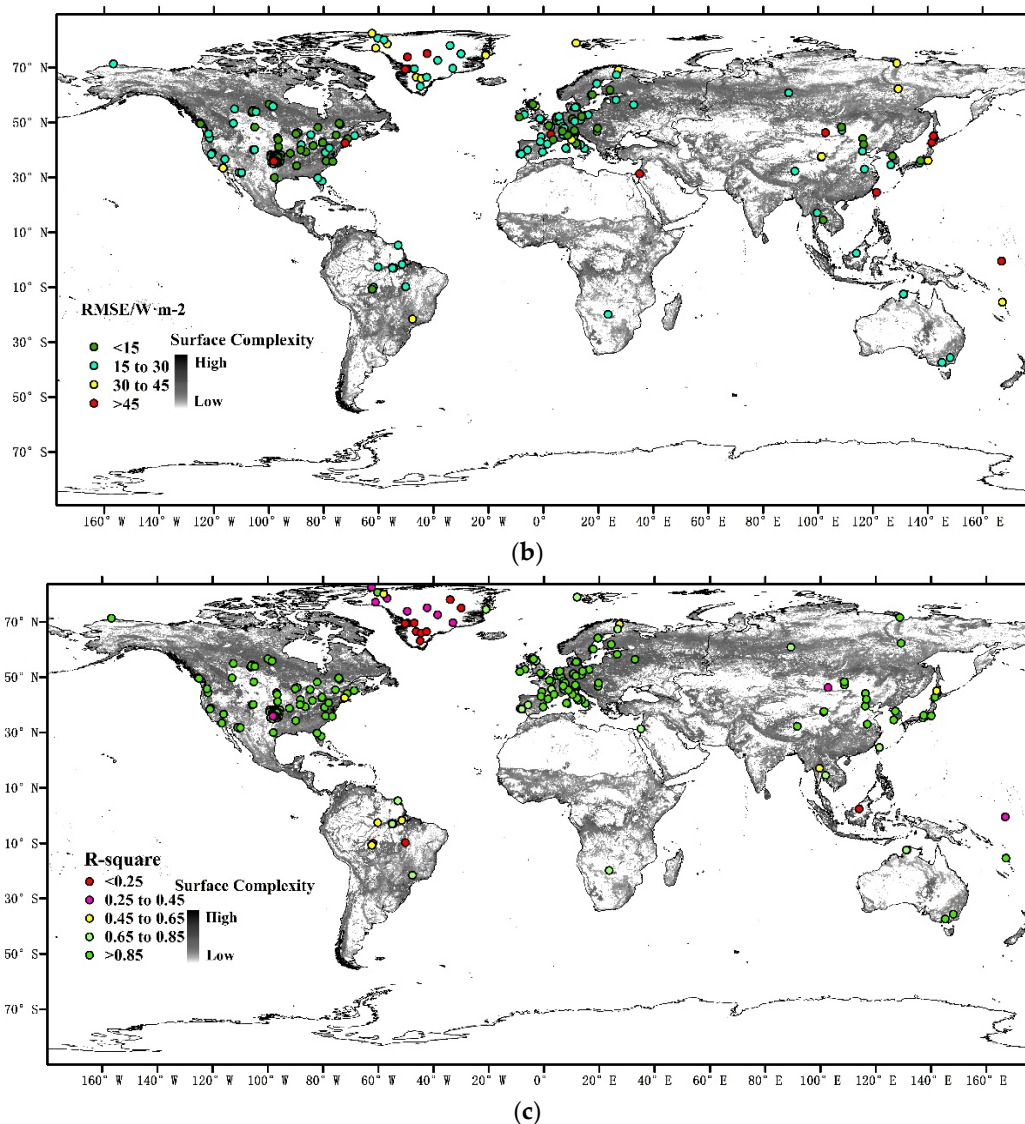 160° W 140° W 120° W 100° W 80° W 60° W 40° W 20° W 0° E 20° E 40° E 60° E 80° E 100° E 120° E 140° E 160° E
70° N
50° N
30° N
10° N
10° S
30° S
50° S
70° S
RMSE/W·m-2
<15
15 to 30
30 to 45
>45
Surface Complexity
High
Low
(b)
70° N
50° N
30° N
10° N
10° S
30° S
50° S
70° S
R-square
<0.25
0.25 to 0.45
0.45 to 0.65
0.65 to 0.85
>0.85
Surface Complexity
High
Low
160° W 140° W 120° W 100° W 80° W 60° W 40° W 20° W 0° E 20° E 40° E 60° E 80° E 100° E 120° E 140° E 160° E
(c)